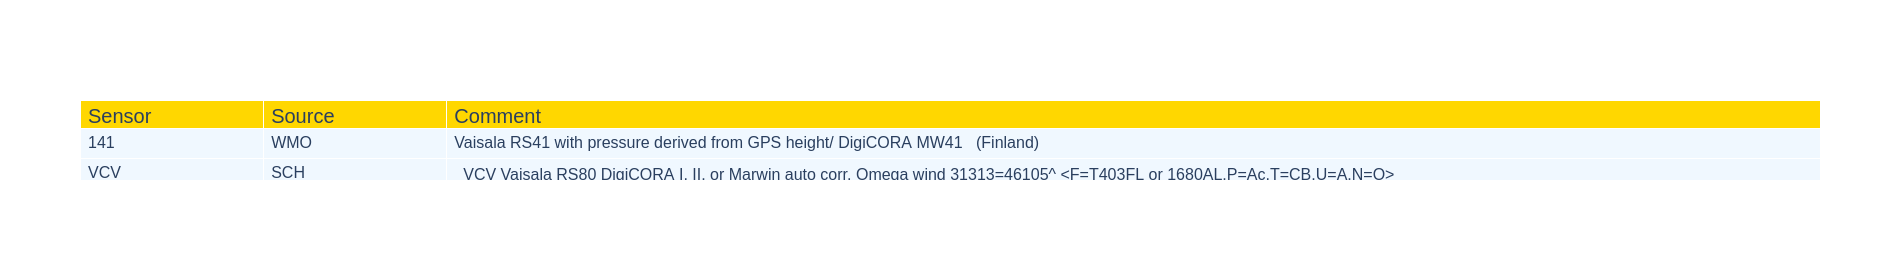 Sensor Source Comment
141 WMO Vaisala RS41 with pressure derived from GPS height/ DigiCORA MW41 (Finland)
VCV SCH VCV Vaisala RS80 DigiCORA I, II, or Marwin auto corr. Omega wind 31313=46105^ <F=T403FL or 1680AL,P=Ac,T=CB,U=A,N=O>